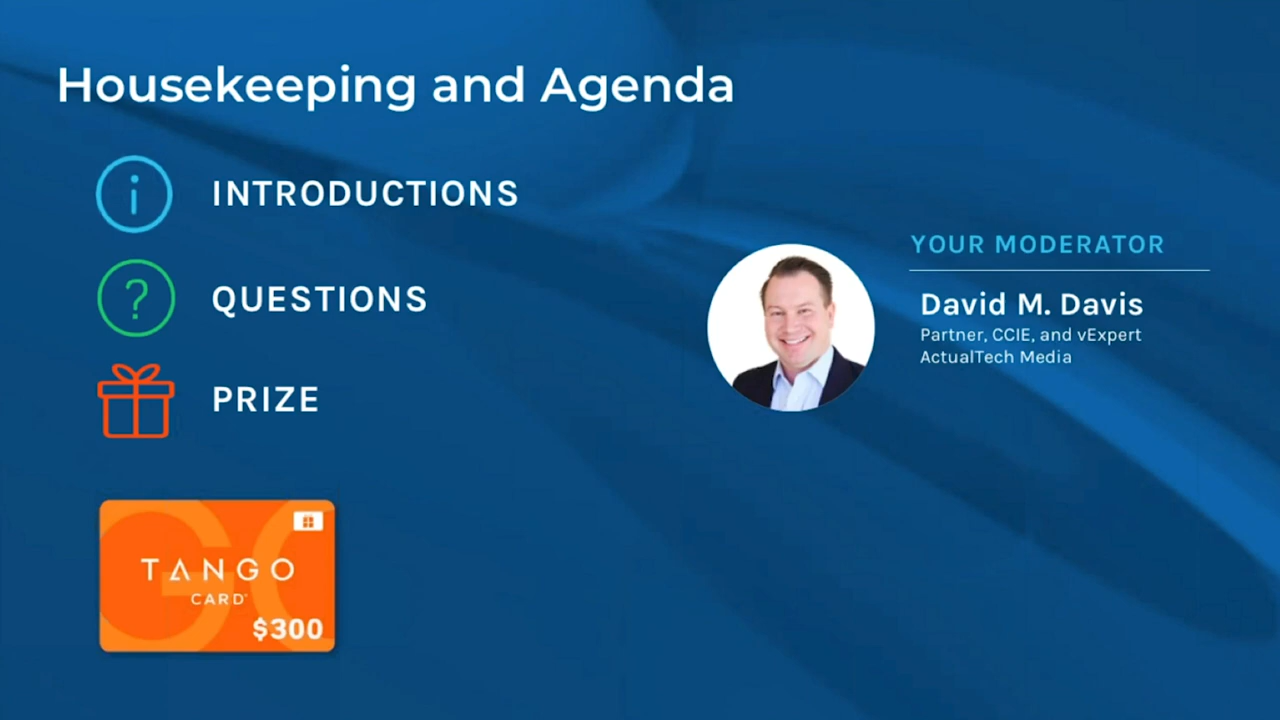 Housekeeping and Agenda
INTRODUCTIONS
QUESTIONS
PRIZE
TANGO
CARD
$300
YOUR MODERATOR
David M. Davis
Partner, CCIE, and vExpert
ActualTech Media